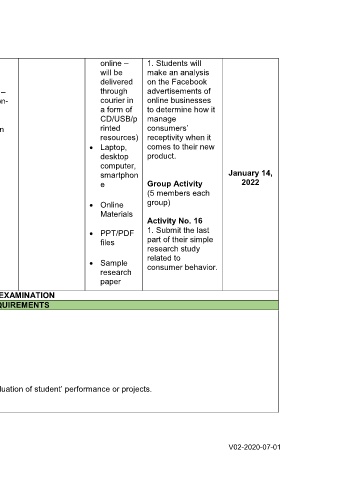 online –
will be
delivered
through
courier in
a form of
CD/USB/p
rinted
resources)
• Laptop,
desktop
computer,
smartphon
e
• Online
Materials
• PPT/PDF
files
• Sample
research
paper
1. Students will
make an analysis
on the Facebook
advertisements of
online businesses
to determine how it
manage
consumers'
receptivity when it
comes to their new
product.
Group Activity
(5 members each
group)
Activity No. 16
1. Submit the last
part of their simple
research study
related to
consumer behavior.
January 14,
2022
EXAMINATION
QUIREMENTS
luation of student' performance or projects.
V02-2020-07-01